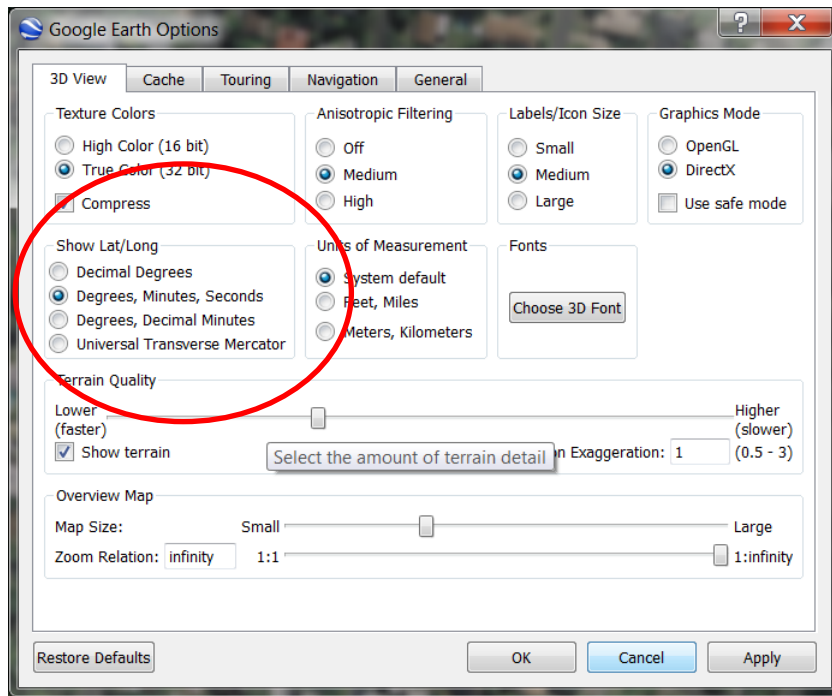 Google Earth Options
3D View Cache Touring Navigation General
Texture Colors
High Color (16 bit)
True Color (32 bit)
Compress
Anisotropic Filtering
Off
Medium
High
Labels/Icon Size
Small
Medium
Large
Graphics Mode
OpenGL
DirectX
Use safe mode
Show Lat/Long
Decimal Degrees
Degrees, Minutes, Seconds
Degrees, Decimal Minutes
Universal Transverse Mercator
Units of Measurement
System default
Feet, Miles
Meters, Kilometers
Fonts
Choose 3D Font
Terrain Quality
Lower
(faster)
Higher
(slower)
Show terrain
Select the amount of terrain detail
Exaggeration: 1 (0.5 - 3)
Overview Map
Map Size: Small Large
Zoom Relation: infinity 1:1 1:infinity
Restore Defaults OK Cancel Apply